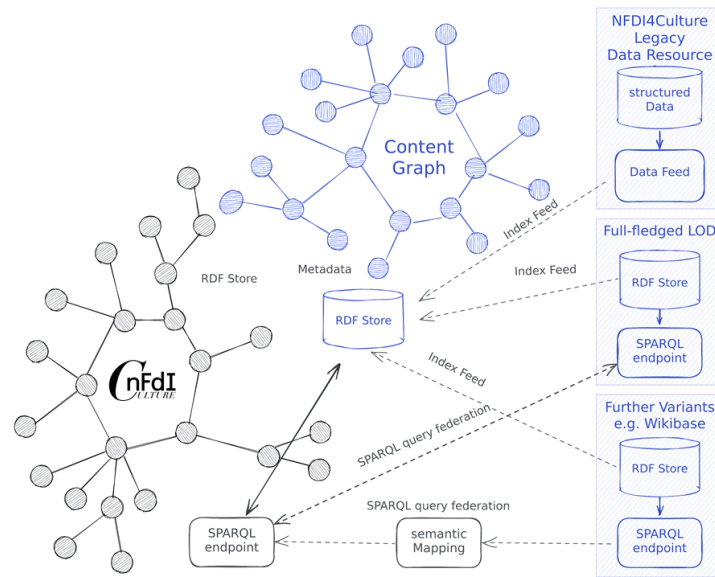 NFDI4Culture
Legacy
Data Resource
structured
Data
Data Feed
Content
Graph
Index Feed
Full-fledged LOD
RDF Store
Metadata
Index Feed
RDF Store
RDF Store
SPARQL
endpoint
CnFdI
CULTURE
Index Feed
Further Variants
e.g. Wikibase
SPARQL query federation
RDF Store
SPARQL query federation
SPARQL
endpoint
semantic
Mapping
SPARQL
endpoint